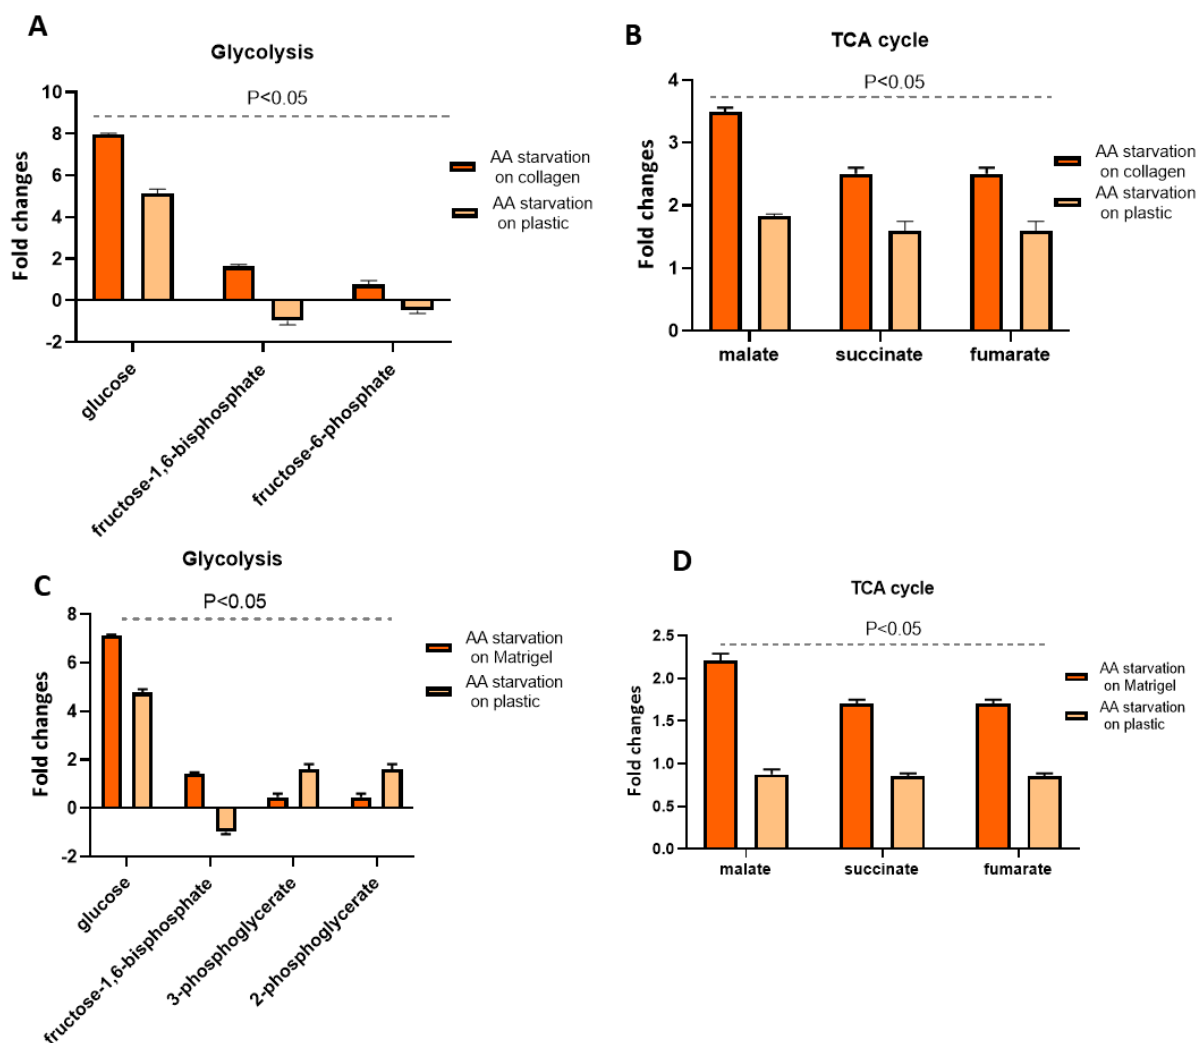 A
Glycolysis
P<0.05
Fold changes
10
8
6
4
2
0
-2
glucose
fructose-1,6-bisphosphate
fructose-6-phosphate
AA starvation
on collagen
AA starvation
on plastic
B
TCA cycle
P<0.05
Fold changes
4
3
2
1
0
malate succinate fumarate
AA starvation
on collagen
AA starvation
on plastic
C
Glycolysis
P<0.05
Fold changes
8
6
4
2
0
-2
glucose
fructose-1,6-bisphosphate
3-phosphoglycerate
2-phosphoglycerate
AA starvation
on Matrigel
AA starvation
on plastic
D
TCA cycle
P<0.05
Fold changes
2.5
2.0
1.5
1.0
0.5
0.0
malate succinate fumarate
AA starvation
on Matrigel
AA starvation
on plastic